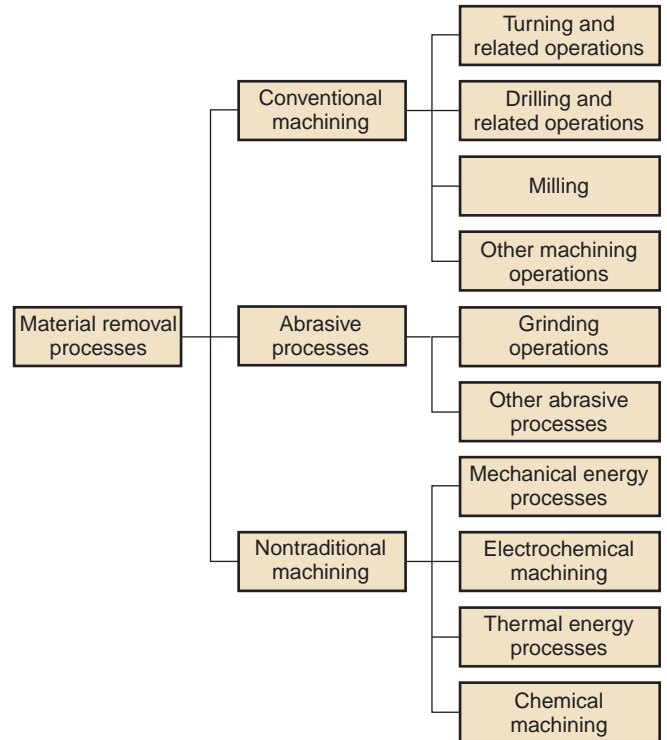 Turning and
related operations
Conventional
machining
Drilling and
related operations
Milling
Other machining
operations
Material removal
processes
Abrasive
processes
Grinding
operations
Other abrasive
processes
Mechanical energy
processes
Nontraditional
machining
Electrochemical
machining
Thermal energy
processes
Chemical
machining